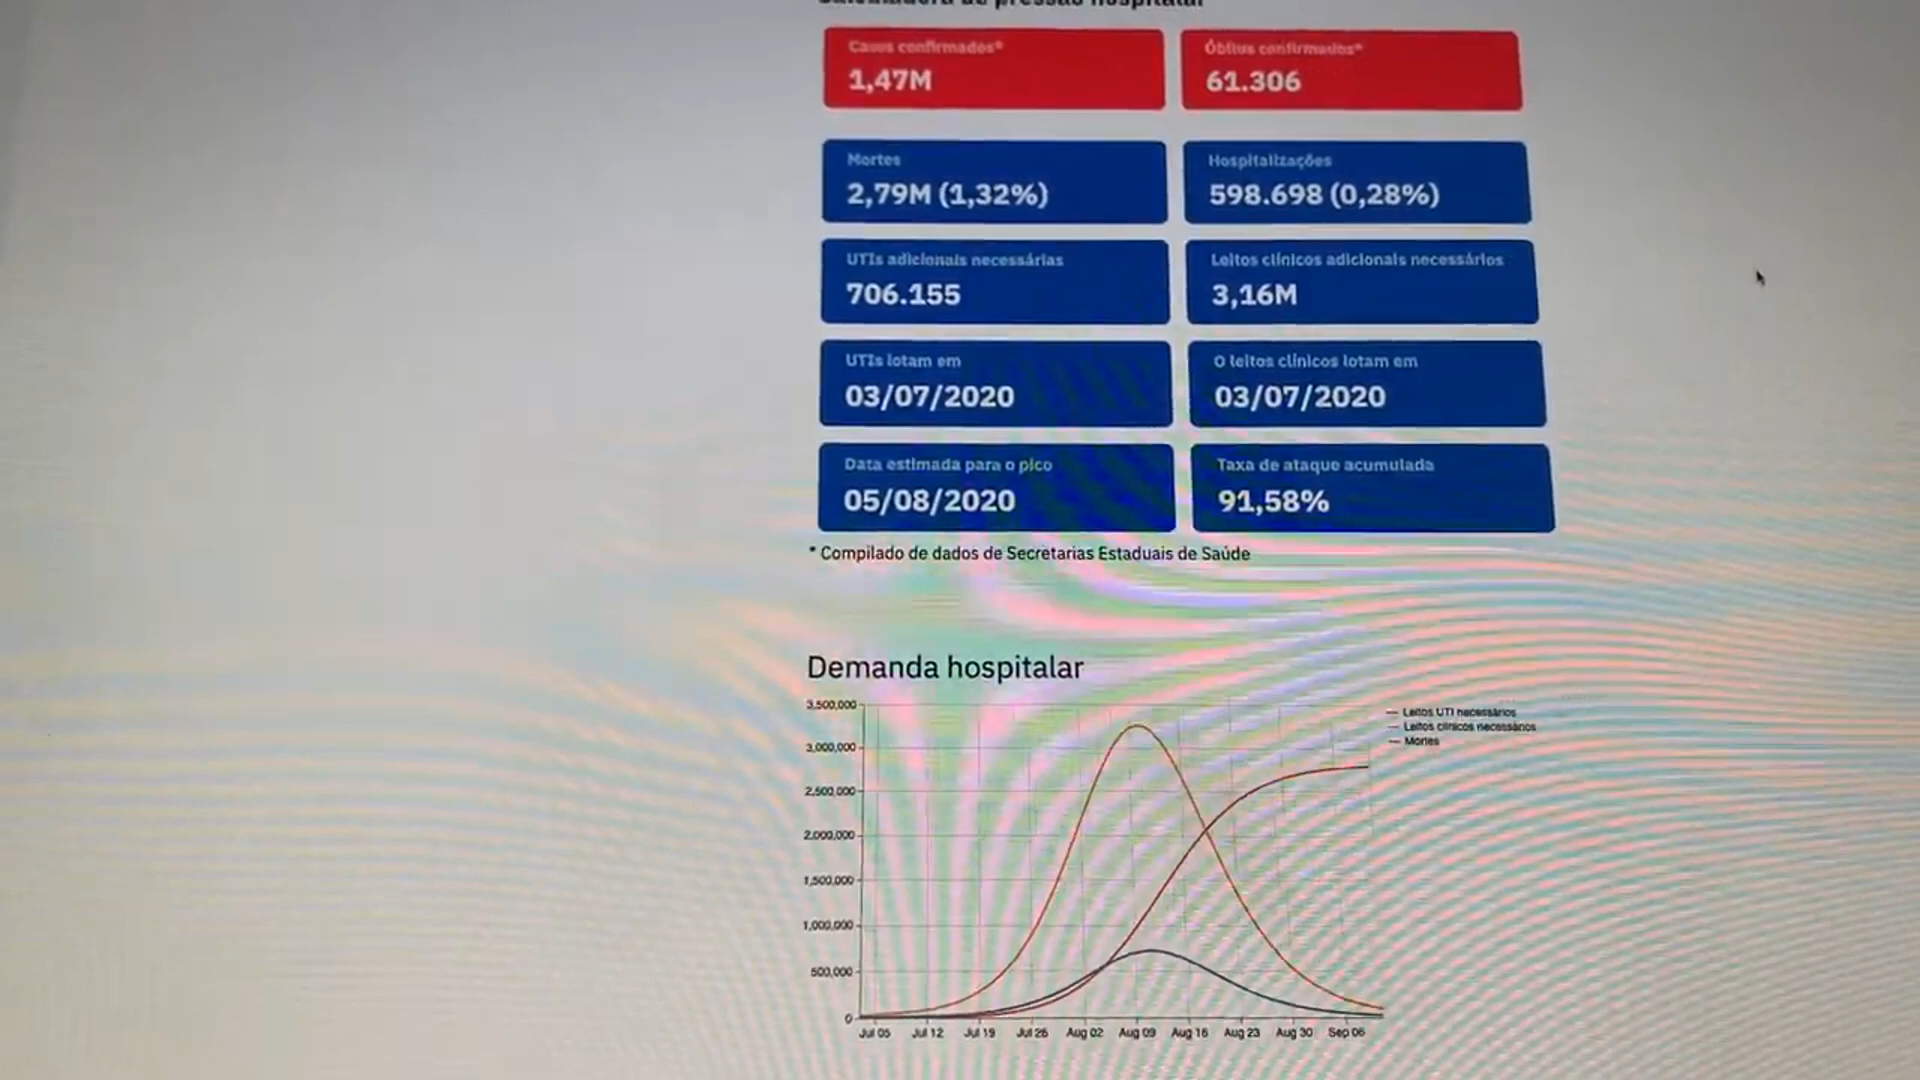 Calculadora de pressão hospitalar
Casos confirmados*
1,47M
Óbitos confirmados*
61.306
Mortes
2,79M (1,32%)
Hospitalizações
598.698 (0,28%)
UTIs adicionais necessárias
706.155
Leitos clínicos adicionais necessários
3,16M
UTIs lotam em
03/07/2020
O leitos clínicos lotam em
03/07/2020
Data estimada para o pico
05/08/2020
Taxa de ataque acumulada
91,58%
* Compilado de dados de Secretarias Estaduais de Saúde
Demanda hospitalar
3,500,000
3,000,000
2,500,000
2,000,000
1,500,000
1,000,000
500,000
0
Leitos UTI necessários
Leitos clínicos necessários
Mortes
Jul 05 Jul 12 Jul 19 Jul 26 Aug 02 Aug 09 Aug 16 Aug 23 Aug 30 Sep 06